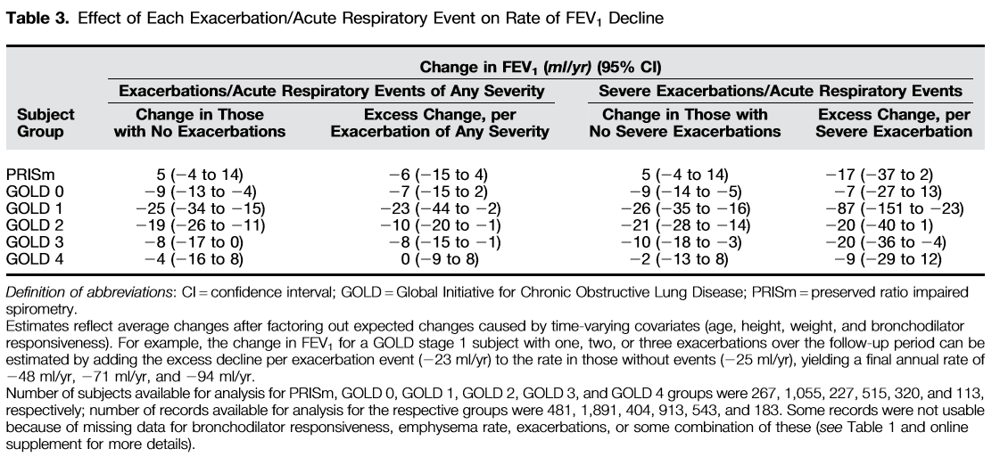 Table 3. Effect of Each Exacerbation/Acute Respiratory Event on Rate of FEV1 Decline
Change in FEV1 (ml/yr) (95% CI)
Exacerbations/Acute Respiratory Events of Any Severity Severe Exacerbations/Acute Respiratory Events
Subject Change in Those Excess Change, per Change in Those with Excess Change, per
Group with No Exacerbations Exacerbation of Any Severity No Severe Exacerbations Severe Exacerbation
PRISm 5 (−4 to 14) −6 (−15 to 4) 5 (−4 to 14) −17 (−37 to 2)
GOLD 0 −9 (−13 to −4) −7 (−15 to 2) −9 (−14 to −5) −7 (−27 to 13)
GOLD 1 −25 (−34 to −15) −23 (−44 to −2) −26 (−35 to −16) −87 (−151 to −23)
GOLD 2 −19 (−26 to −11) −10 (−20 to −1) −21 (−28 to −14) −20 (−40 to 1)
GOLD 3 −8 (−17 to 0) −8 (−15 to −1) −10 (−18 to −3) −20 (−36 to −4)
GOLD 4 −4 (−16 to 8) 0 (−9 to 8) −2 (−13 to 8) −9 (−29 to 12)
Definition of abbreviations: CI = confidence interval; GOLD = Global Initiative for Chronic Obstructive Lung Disease; PRISm = preserved ratio impaired
spirometry.
Estimates reflect average changes after factoring out expected changes caused by time-varying covariates (age, height, weight, and bronchodilator
responsiveness). For example, the change in FEV1 for a GOLD stage 1 subject with one, two, or three exacerbations over the follow-up period can be
estimated by adding the excess decline per exacerbation event (−23 ml/yr) to the rate in those without events (−25 ml/yr), yielding a final annual rate of
−48 ml/yr, −71 ml/yr, and −94 ml/yr.
Number of subjects available for analysis for PRISm, GOLD 0, GOLD 1, GOLD 2, GOLD 3, and GOLD 4 groups were 267, 1,055, 227, 515, 320, and 113,
respectively; number of records available for analysis for the respective groups were 481, 1,891, 404, 913, 543, and 183. Some records were not usable
because of missing data for bronchodilator responsiveness, emphysema rate, exacerbations, or some combination of these (see Table 1 and online
supplement for more details).